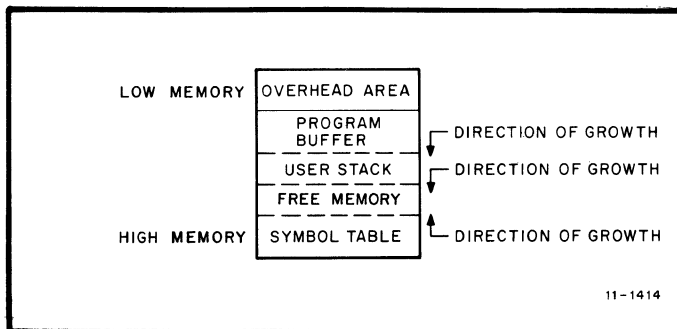 LOW MEMORY OVERHEAD AREA
PROGRAM
BUFFER
DIRECTION OF GROWTH
USER STACK DIRECTION OF GROWTH
FREE MEMORY
HIGH MEMORY SYMBOL TABLE DIRECTION OF GROWTH
11-1414